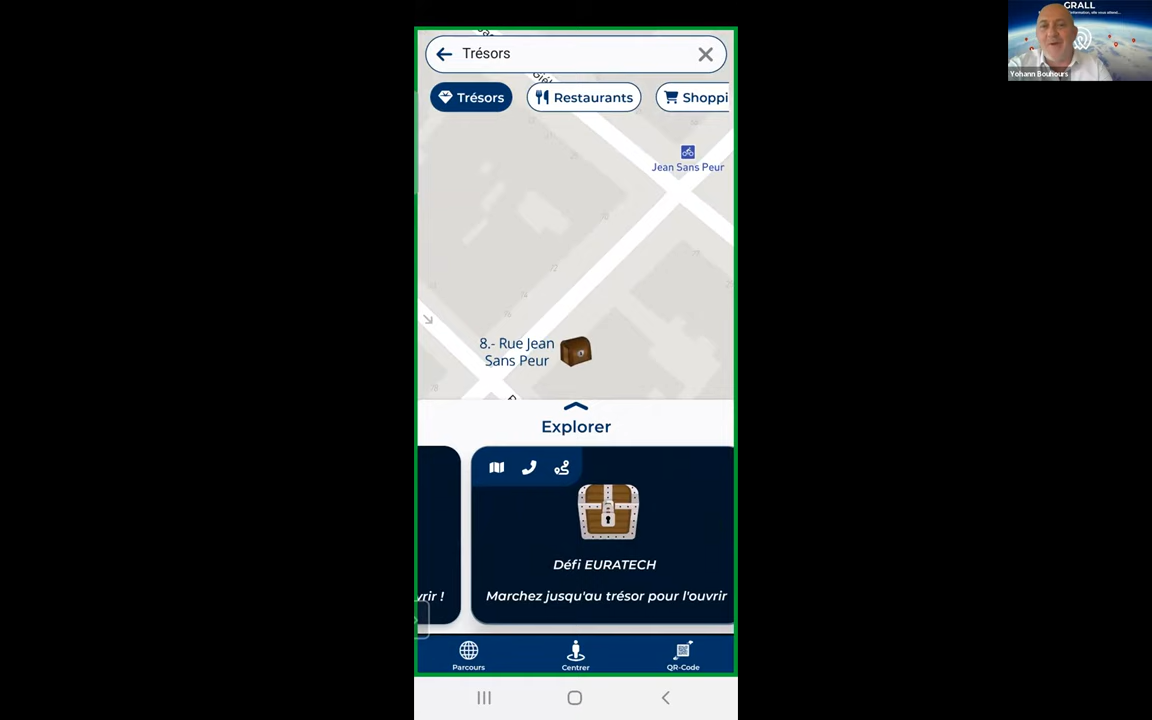 GRALL
Yohann Bouhours
Trésors
Trésors
Restaurants
Shoppi
Jean Sans Peur
8.- Rue Jean
Sans Peur
Explorer
vrir !
Défi EURATECH
Marchez jusqu'au trésor pour l'ouvrir
Parcours
Centrer
QR-Code